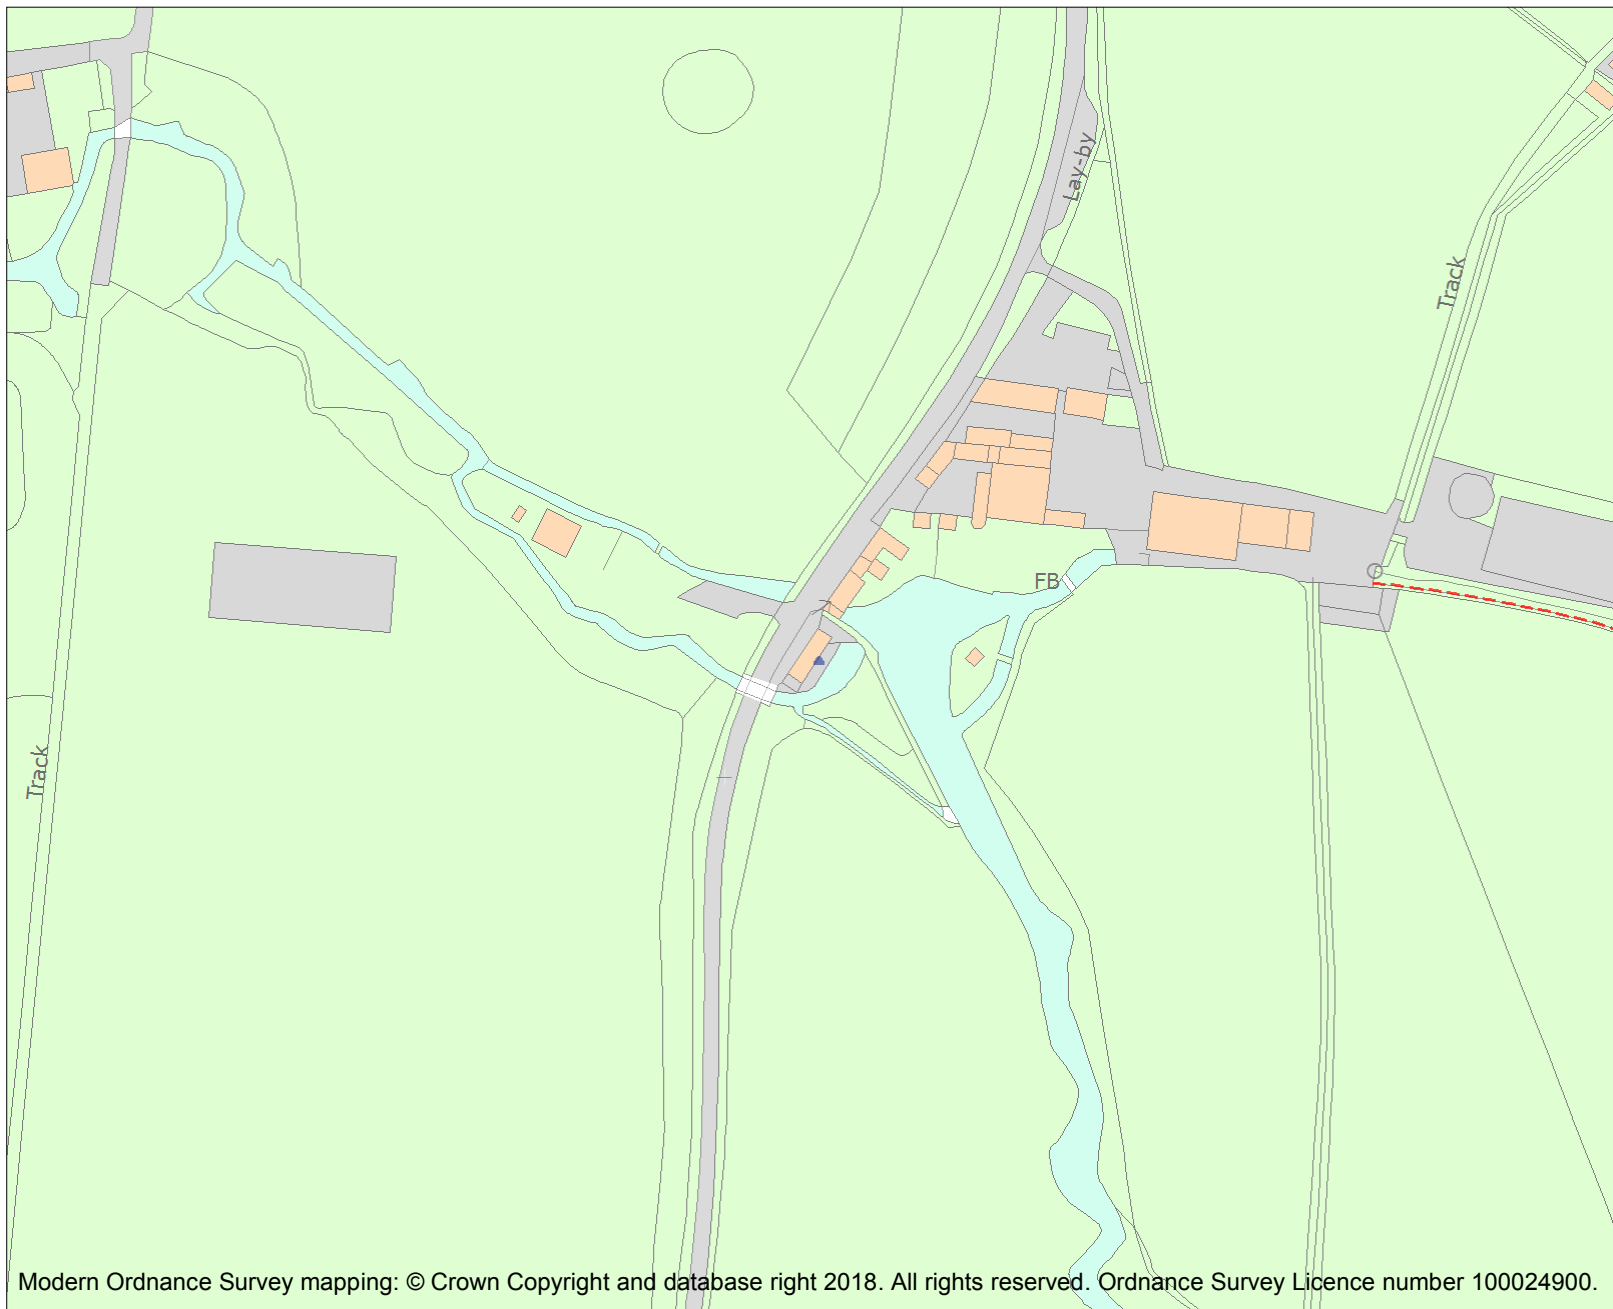 Lay-by
Track
FB
Track
Modern Ordnance Survey mapping: © Crown Copyright and database right 2018. All rights reserved. Ordnance Survey Licence number 100024900.